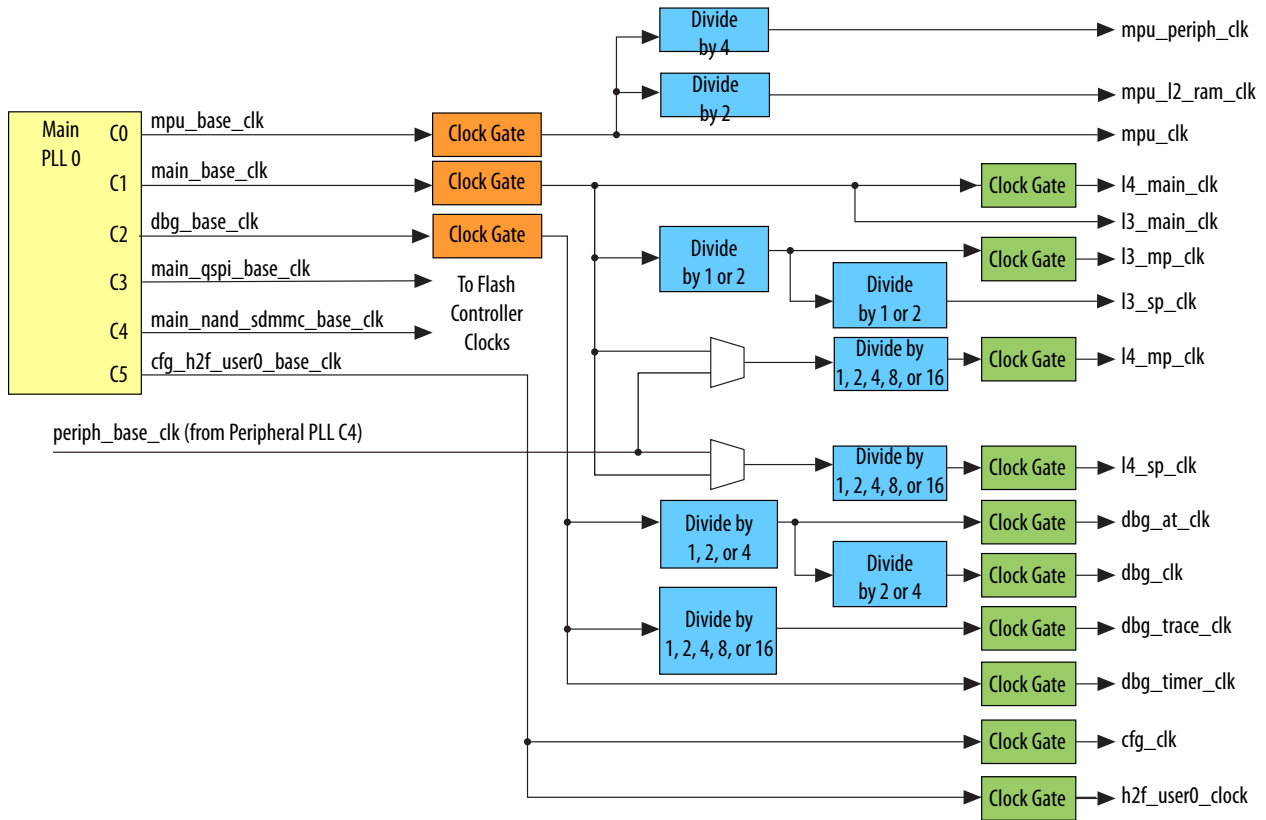 Divide
by 4
mpu_periph_clk
Divide
by 2
mpu_l2_ram_clk
Main
PLL 0
C0
mpu_base_clk
Clock Gate
mpu_clk
C1
main_base_clk
Clock Gate
Clock Gate
l4_main_clk
C2
dbg_base_clk
Clock Gate
l3_main_clk
Divide
by 1 or 2
Clock Gate
l3_mp_clk
C3
main_qspi_base_clk
To Flash
Controller
Clocks
Divide
by 1 or 2
l3_sp_clk
C4
main_nand_sdmmc_base_clk
C5
cfg_h2f_user0_base_clk
Divide by
1, 2, 4, 8, or 16
Clock Gate
l4_mp_clk
periph_base_clk (from Peripheral PLL C4)
Divide by
1, 2, 4, 8, or 16
Clock Gate
l4_sp_clk
Divide by
1, 2, or 4
Clock Gate
dbg_at_clk
Divide
by 2 or 4
Clock Gate
dbg_clk
Divide by
1, 2, 4, 8, or 16
Clock Gate
dbg_trace_clk
Clock Gate
dbg_timer_clk
Clock Gate
cfg_clk
Clock Gate
h2f_user0_clock